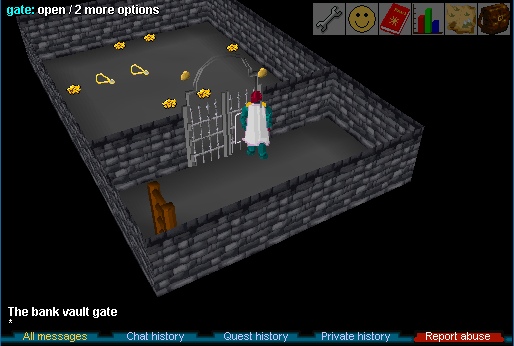 gate: open / 2 more options
The bank vault gate
*
All messages
Chat history
Quest history
Private history
Report abuse